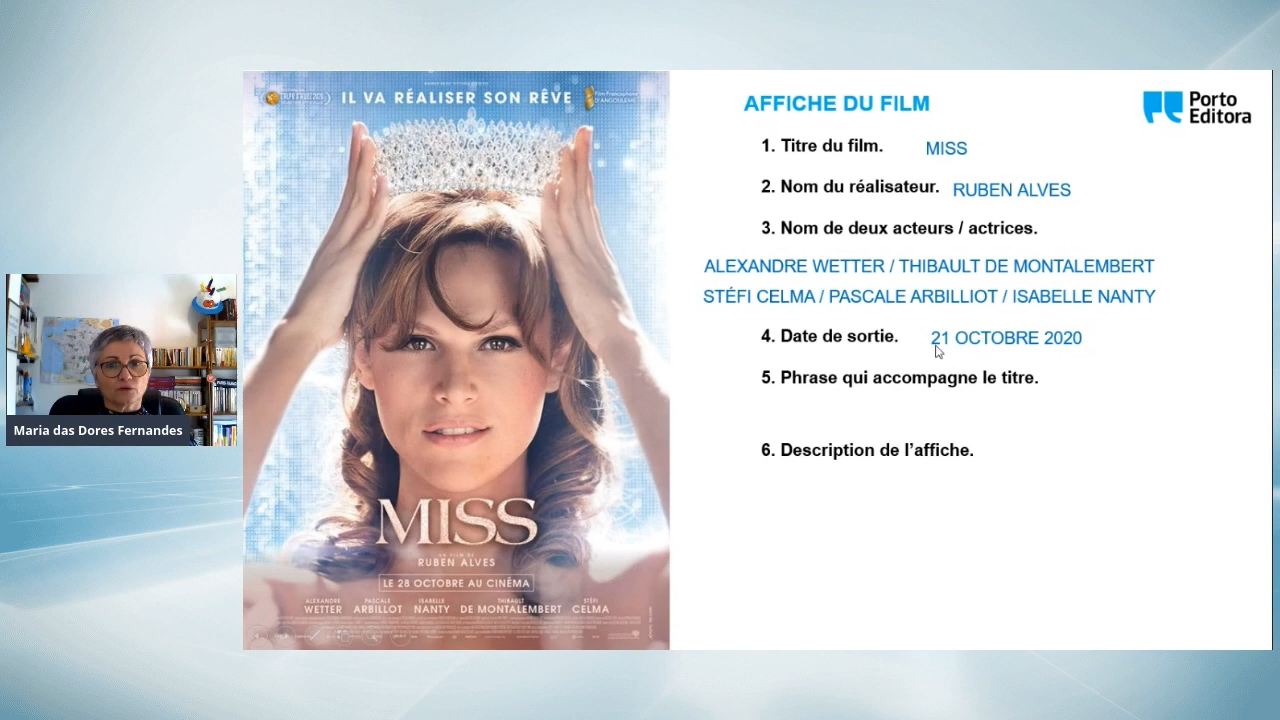 IL VA RÉALISER SON RÊVE
Film Francophone
D'ANGOULÊME
MISS
UN FILM DE
RUBEN ALVES
LE 28 OCTOBRE AU CINÉMA
ALEXANDRE WETTER
PASCALE ARBILLOT
ISABELLE NANTY
THIBAULT DE MONTALEMBERT
STÉFI CELMA
Maria das Dores Fernandes
AFFICHE DU FILM
Porto
Editora
1. Titre du film. MISS
2. Nom du réalisateur. RUBEN ALVES
3. Nom de deux acteurs / actrices.
ALEXANDRE WETTER / THIBAULT DE MONTALEMBERT
STÉFI CELMA / PASCALE ARBILLIOT / ISABELLE NANTY
4. Date de sortie. 21 OCTOBRE 2020
5. Phrase qui accompagne le titre.
6. Description de l’affiche.